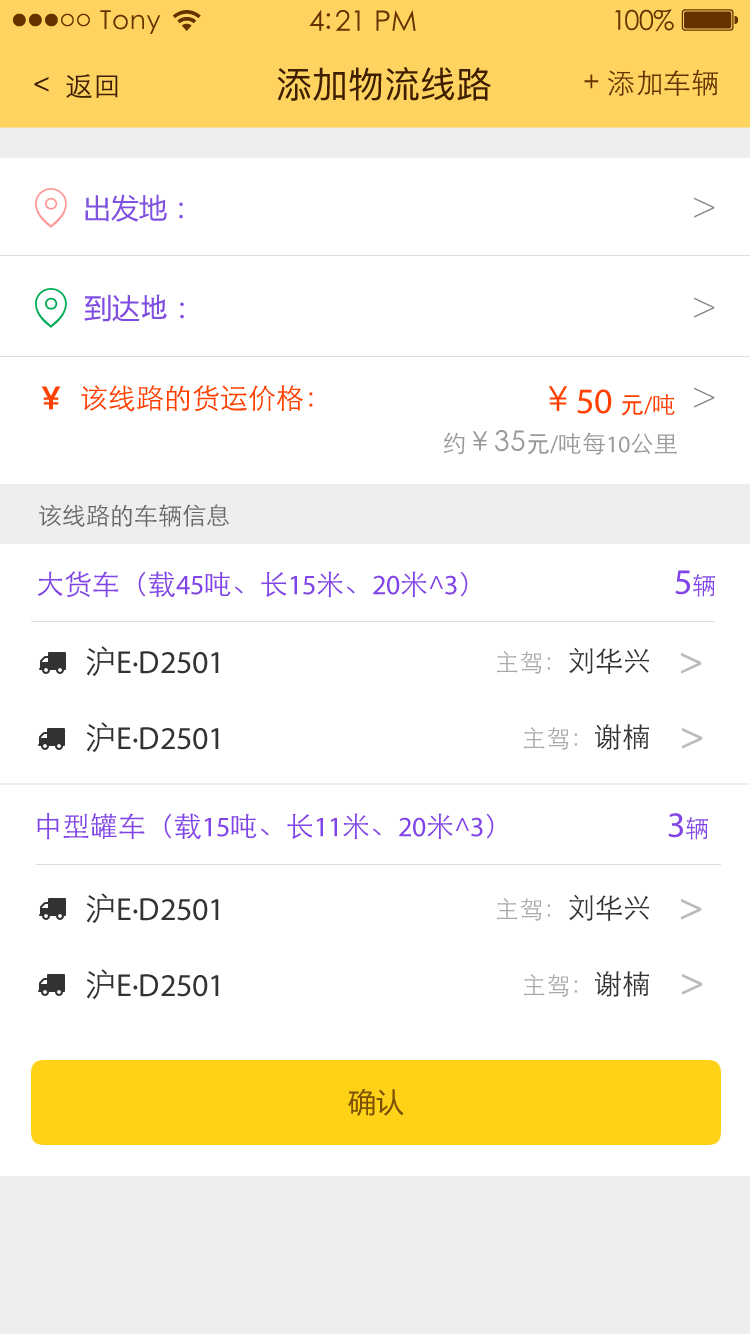 Tony 4:21 PM 100%
< 返回 添加物流线路 + 添加车辆
出发地： >
到达地： >
¥ 该线路的货运价格: ￥50 元/吨 >
约￥35元/吨每10公里
该线路的车辆信息
大货车（载45吨、长15米、20米^3） 5辆
沪E·D2501 主驾: 刘华兴 >
沪E·D2501 主驾: 谢楠 >
中型罐车（载15吨、长11米、20米^3） 3辆
沪E·D2501 主驾: 刘华兴 >
沪E·D2501 主驾: 谢楠 >
确认